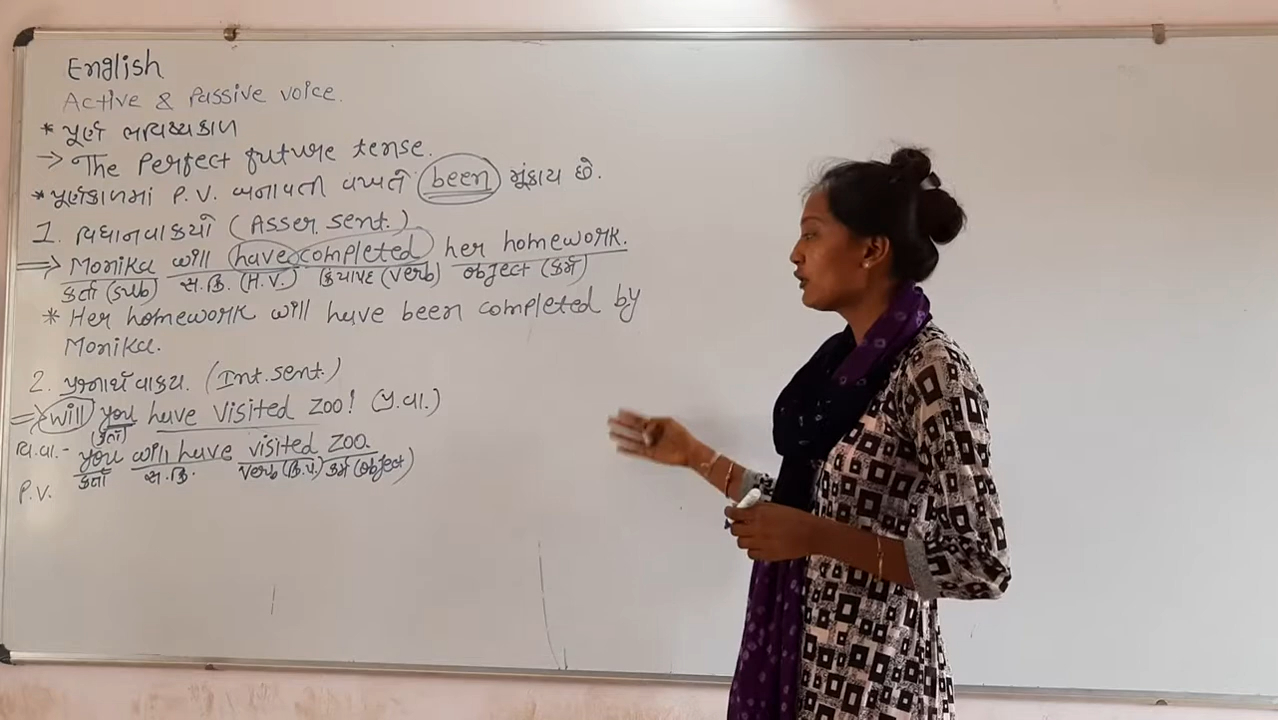 English
Active & Passive voice.
* પૂર્ણ ભવિષ્યકાળ
→ The Perfect future tense.
* પૂર્ણકાળમાં P.V. બનાવતી વખતે been મૂકાય છે.
1. વિધાનવાકયો (Asser. sent.)
⇒ Monika will have completed her homework.
કર્તા (sub) સ.ક્રિ. (H.V.) ક્રિયાપદ (verb) object (કર્મ)
* Her homework will have been completed by
Monika.
2. પ્રશ્નાર્થ વાકય. (Int. sent.)
⇒ will you have visited zoo! (પ્ર.વા.)
(કર્તા)
વિ.વા.- you will have visited zoo.
કર્તા સ.ક્રિ. verb (ક્રિ.પ.) કર્મ (object)
P.V.